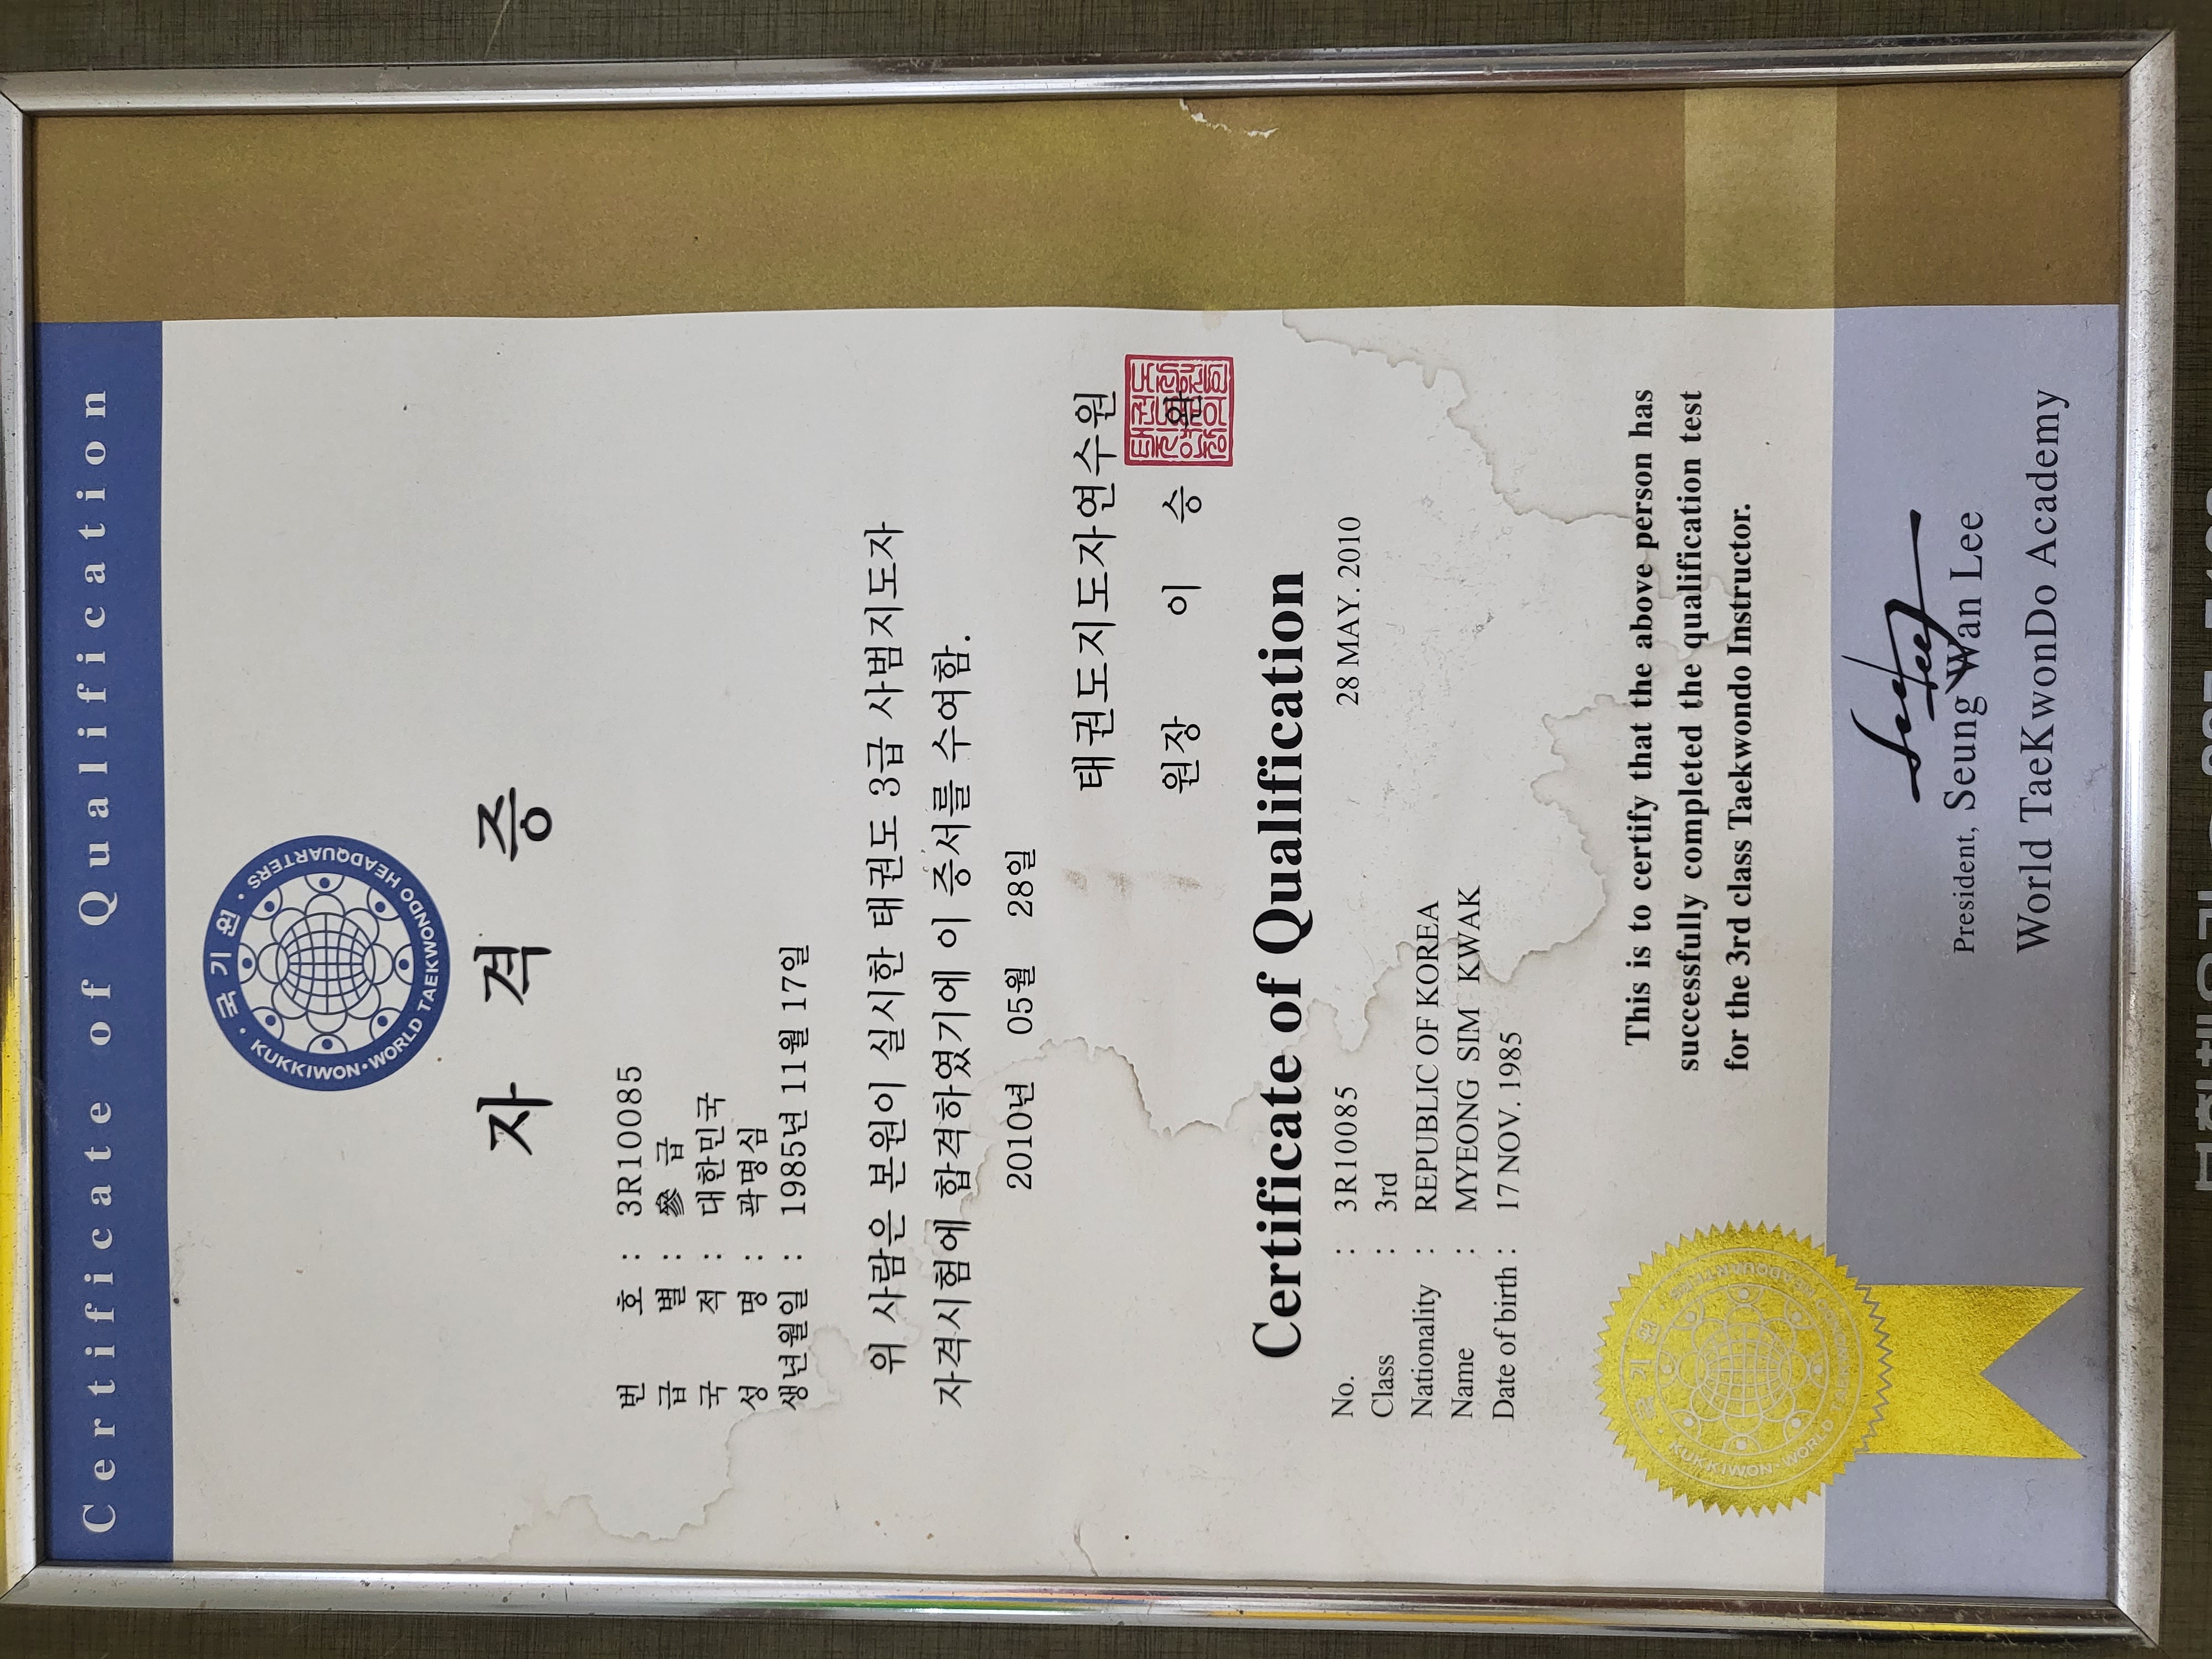 Certificate of Qualification
국기원
KUKKIWON • WORLD TAEKWONDO HEADQUARTERS
자 격 증
번 호 : 3R10085
급 별 : 參 급
국 적 : 대한민국
성 명 : 곽명심
생년월일 : 1985년 11월 17일
위 사람은 본원이 실시한 태권도 3급 사범지도자
자격시험에 합격하였기에 이 증서를 수여함.
2010년 05월 28일
태권도지도자연수원
원장 이 승 완
Certificate of Qualification
28 MAY. 2010
No. : 3R10085
Class : 3rd
Nationality : REPUBLIC OF KOREA
Name : MYEONG SIM KWAK
Date of birth : 17 NOV. 1985
This is to certify that the above person has
successfully completed the qualification test
for the 3rd class Taekwondo Instructor.
국기원
KUKKIWON • WORLD TAEKWONDO HEADQUARTERS
President, Seung Wan Lee
World TaeKwonDo Academy